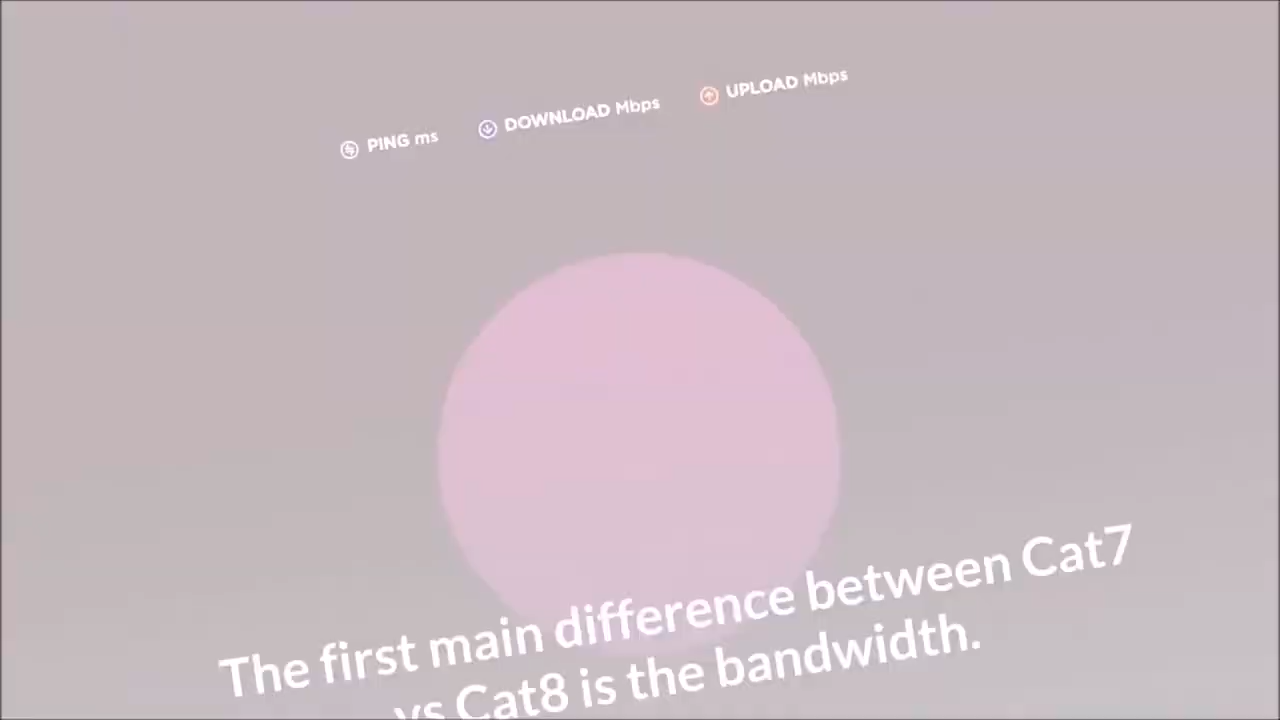 PING ms DOWNLOAD Mbps UPLOAD Mbps
The first main difference between Cat7
vs Cat8 is the bandwidth.